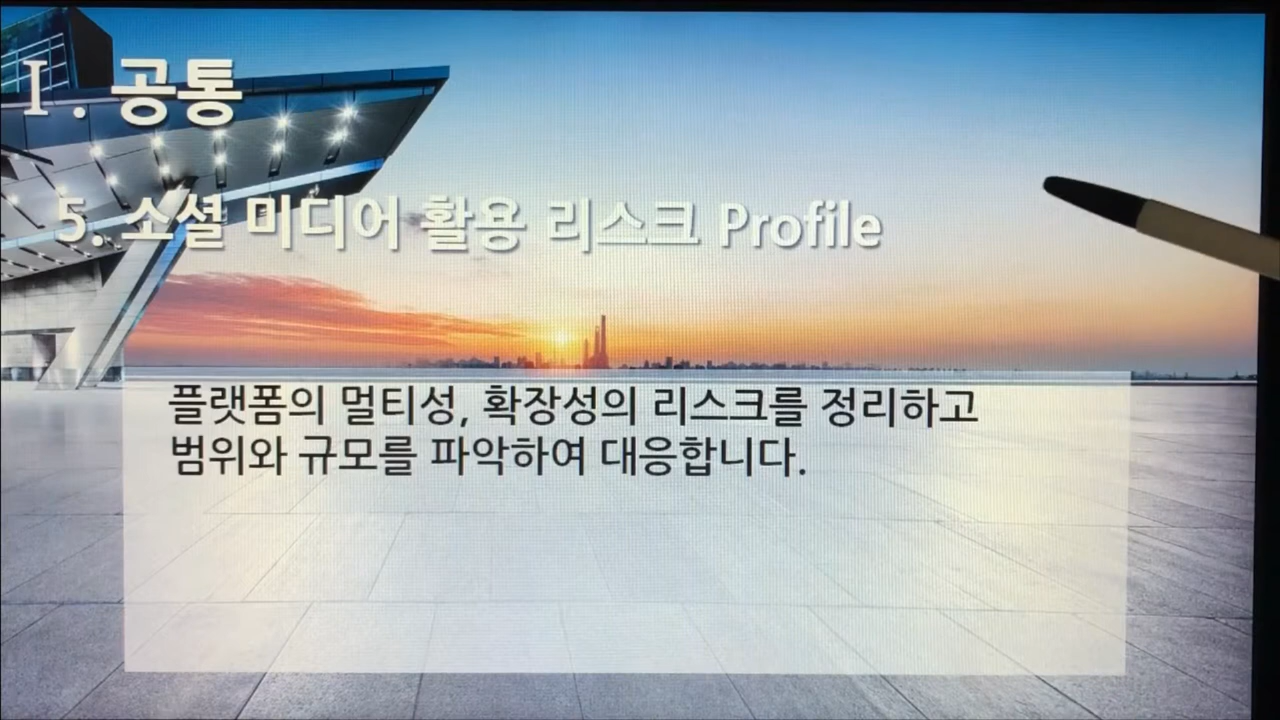 Ⅰ. 공통
5. 소셜 미디어 활용 리스크 Profile
플랫폼의 멀티성, 확장성의 리스크를 정리하고
범위와 규모를 파악하여 대응합니다.